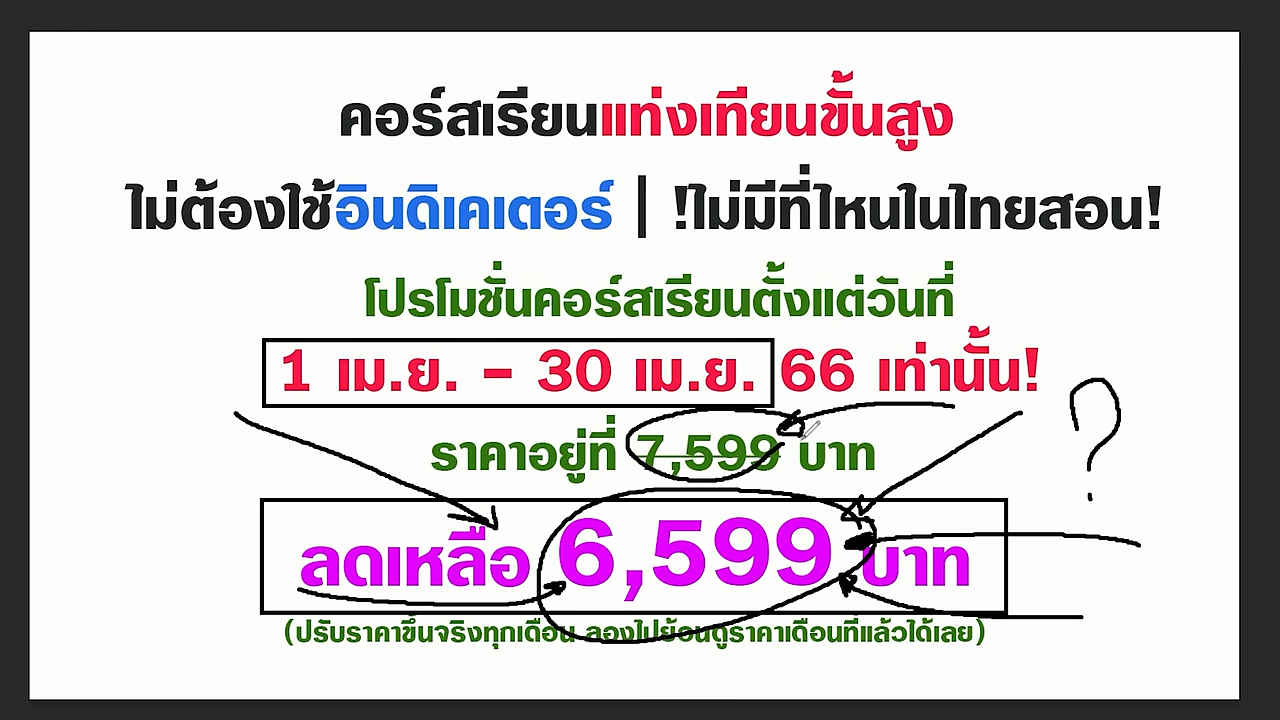 คอร์สเรียนแท่งเทียนขั้นสูง
ไม่ต้องใช้อินดิเคเตอร์ | !ไม่มีที่ไหนในไทยสอน!
โปรโมชั่นคอร์สเรียนตั้งแต่วันที่
1 เม.ย. - 30 เม.ย. 66 เท่านั้น!
ราคาอยู่ที่ 7,599 บาท
?
ลดเหลือ 6,599 บาท
(ปรับราคาขึ้นจริงทุกเดือน ลองไปย้อนดูราคาเดือนที่แล้วได้เลย)